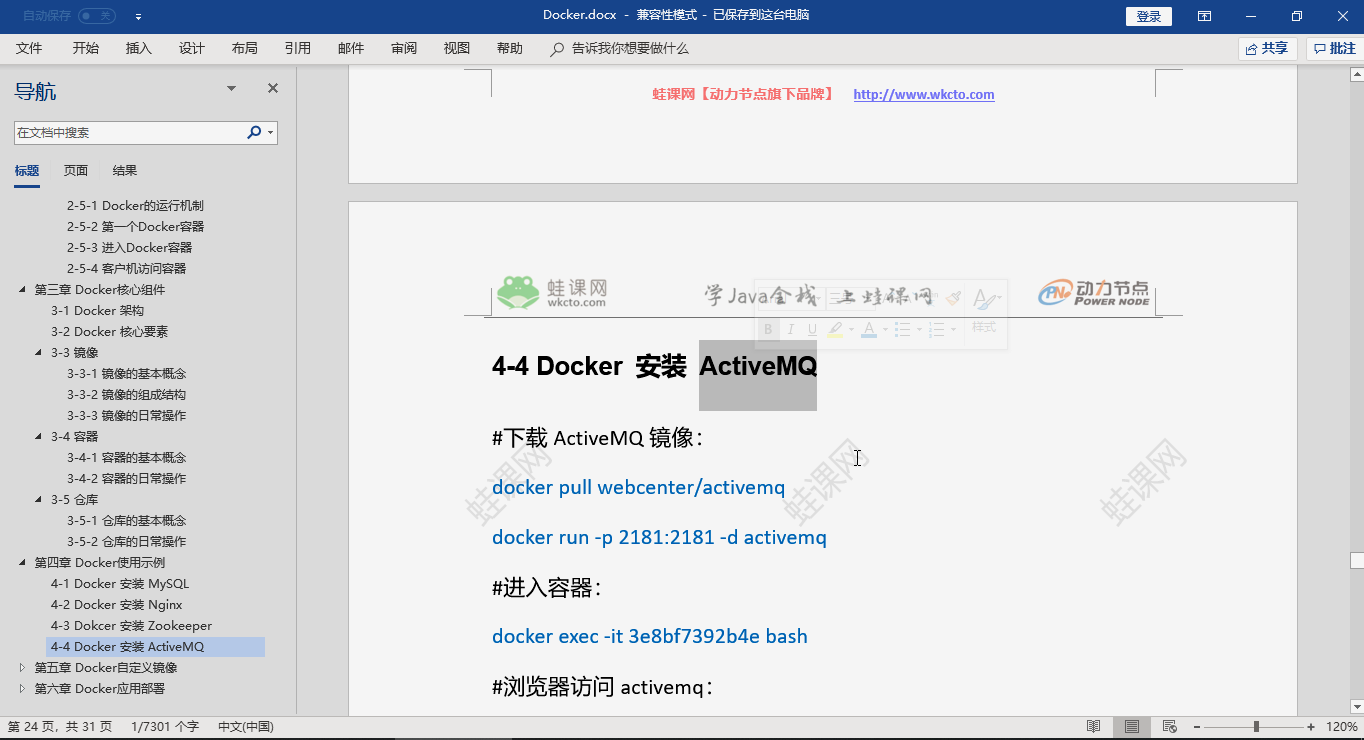 自动保存 关
Docker.docx - 兼容性模式 - 已保存到这台电脑
登录
文件 开始 插入 设计 布局 引用 邮件 审阅 视图 帮助 告诉我你想要做什么
共享 批注
导航
在文档中搜索
标题 页面 结果
2-5-1 Docker的运行机制
2-5-2 第一个Docker容器
2-5-3 进入Docker容器
2-5-4 客户机访问容器
第三章 Docker核心组件
3-1 Docker 架构
3-2 Docker 核心要素
3-3 镜像
3-3-1 镜像的基本概念
3-3-2 镜像的组成结构
3-3-3 镜像的日常操作
3-4 容器
3-4-1 容器的基本概念
3-4-2 容器的日常操作
3-5 仓库
3-5-1 仓库的基本概念
3-5-2 仓库的日常操作
第四章 Docker使用示例
4-1 Docker 安装 MySQL
4-2 Docker 安装 Nginx
4-3 Dokcer 安装 Zookeeper
4-4 Docker 安装 ActiveMQ
第五章 Docker自定义镜像
第六章 Docker应用部署
蛙课网【动力节点旗下品牌】 http://www.wkcto.com
蛙课网
wkcto.com
学Java全栈 上蛙课网
动力节点
POWER NODE
B I U A 样式
4-4 Docker 安装 ActiveMQ
#下载 ActiveMQ 镜像：
docker pull webcenter/activemq
docker run -p 2181:2181 -d activemq
#进入容器：
docker exec -it 3e8bf7392b4e bash
#浏览器访问 activemq：
蛙课网 蛙课网 蛙课网
第 24 页，共 31 页 1/7301 个字 中文(中国)
120%